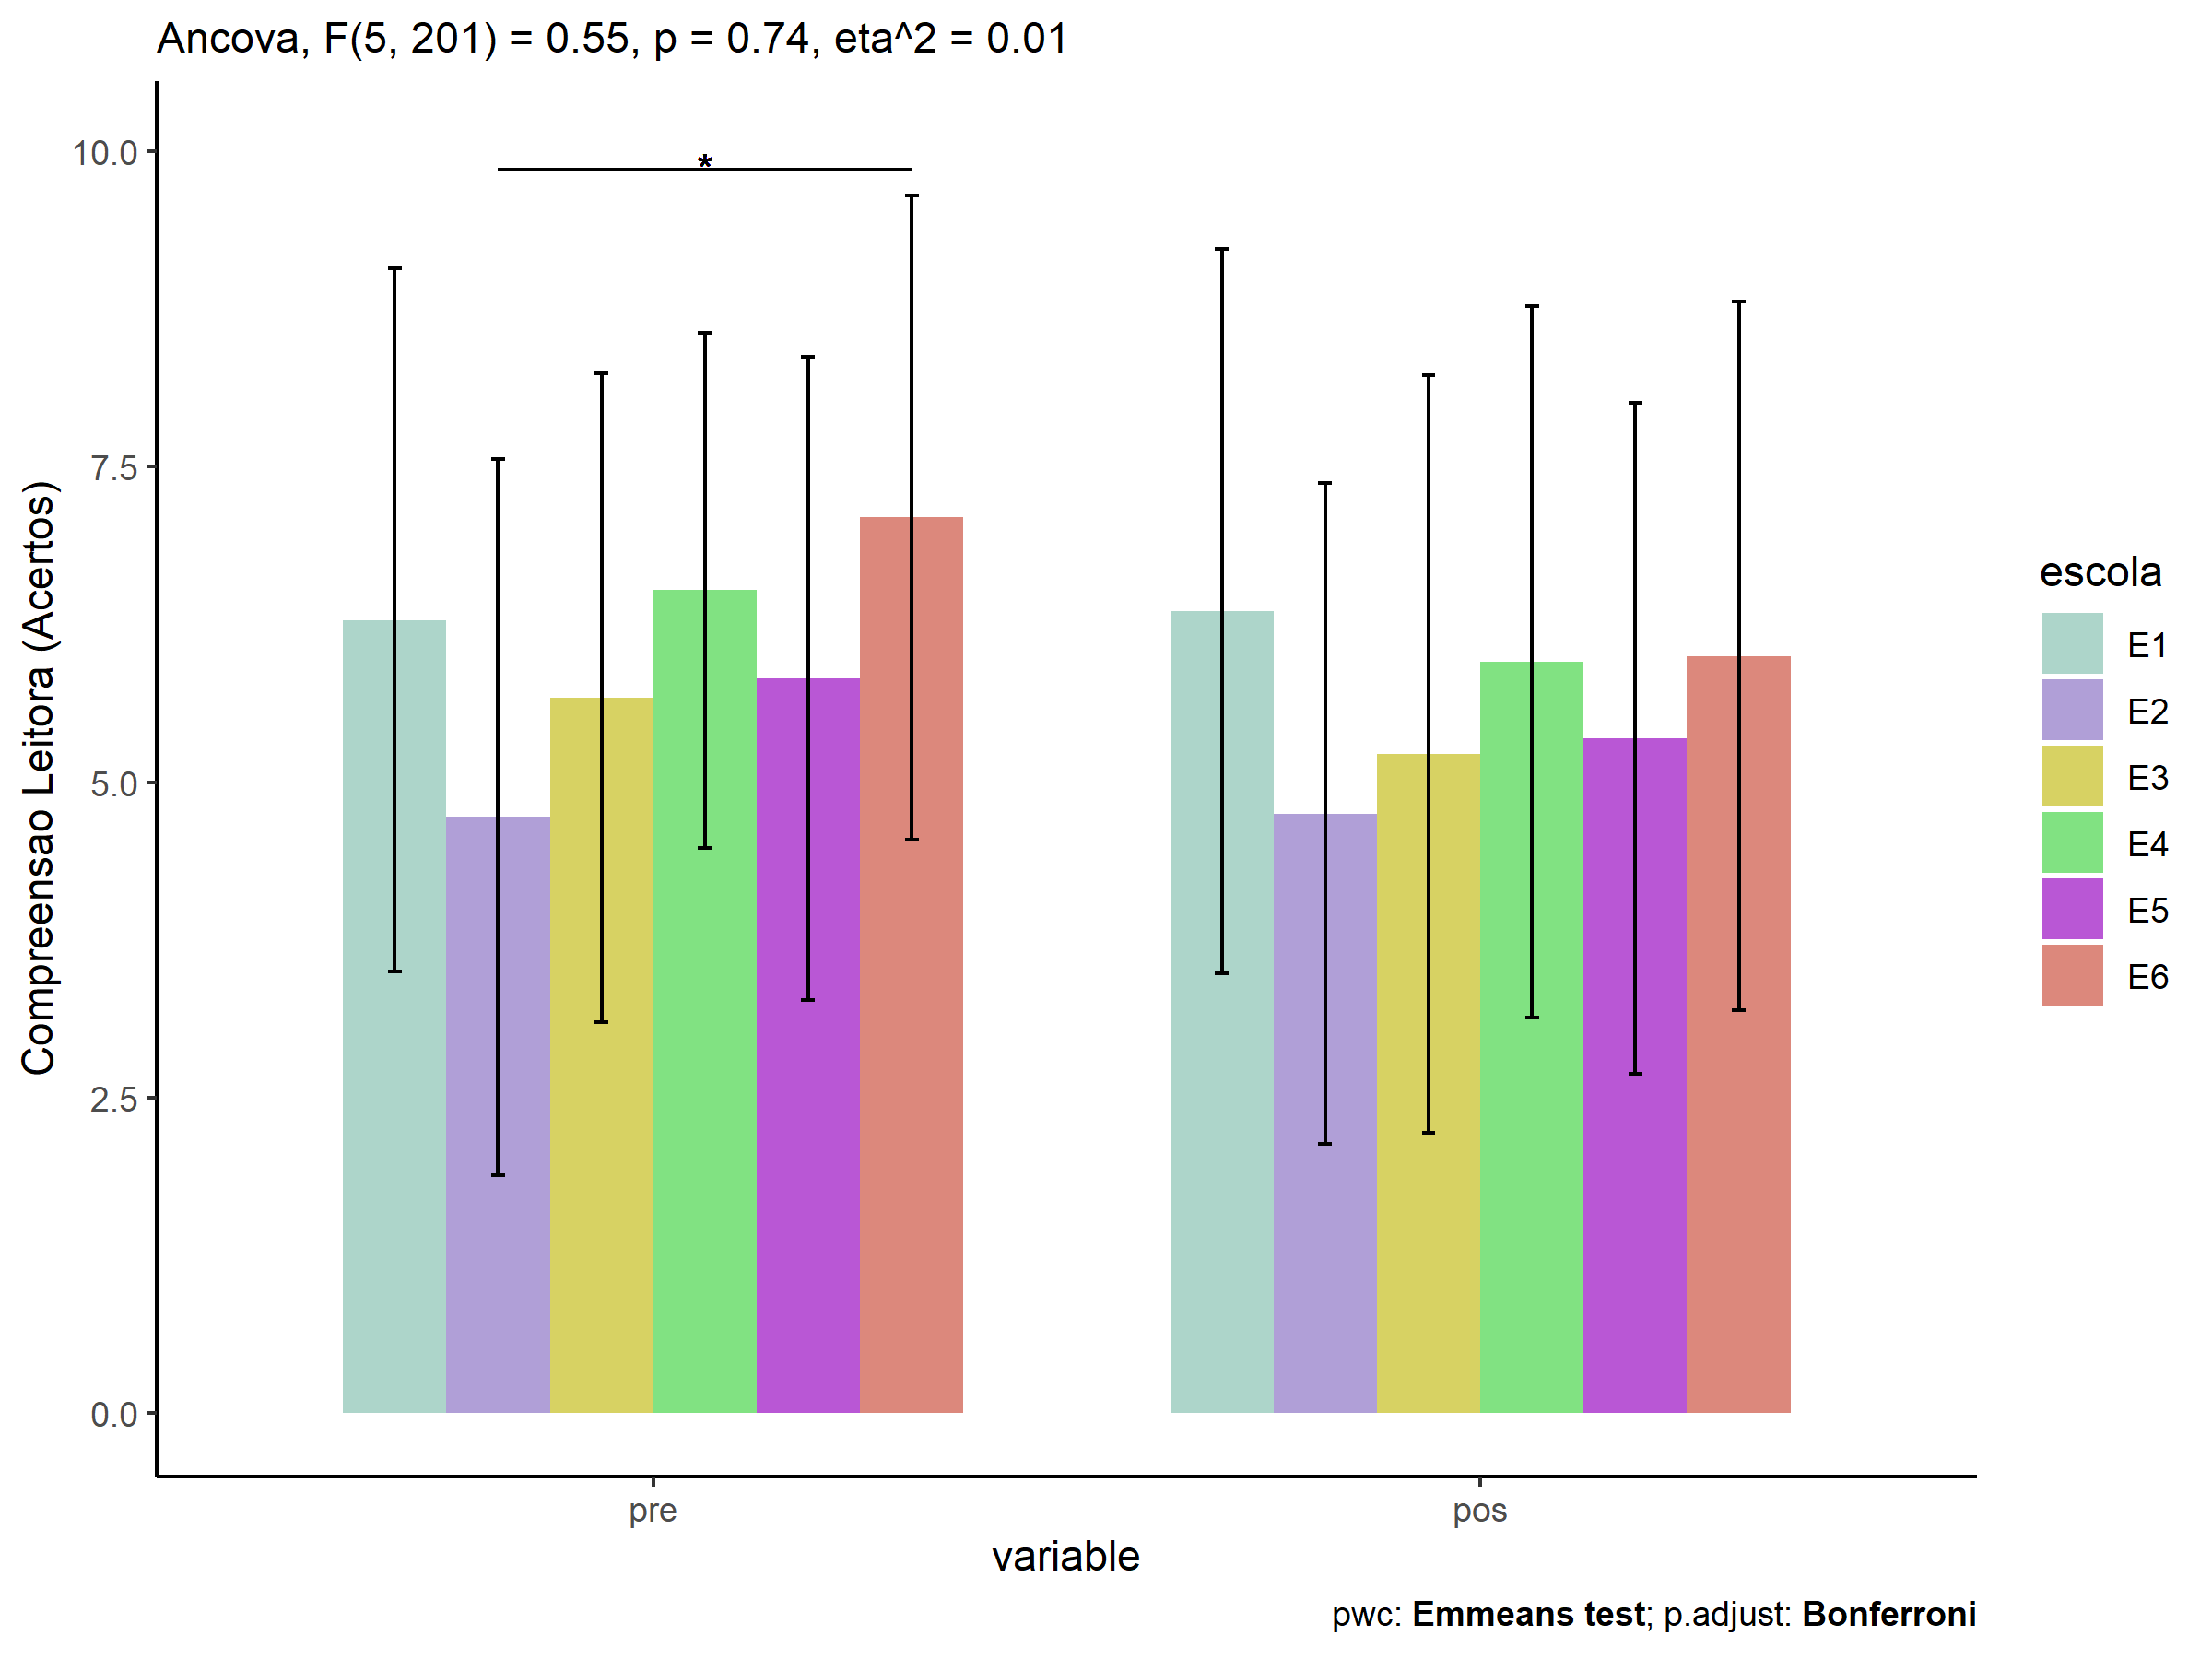 Ancova, F(5, 201) = 0.55, p = 0.74, eta^2 = 0.01
*
10.0
7.5
5.0
2.5
0.0
Compreensao Leitora (Acertos)
pre
pos
variable
escola
E1
E2
E3
E4
E5
E6
pwc: Emmeans test; p.adjust: Bonferroni